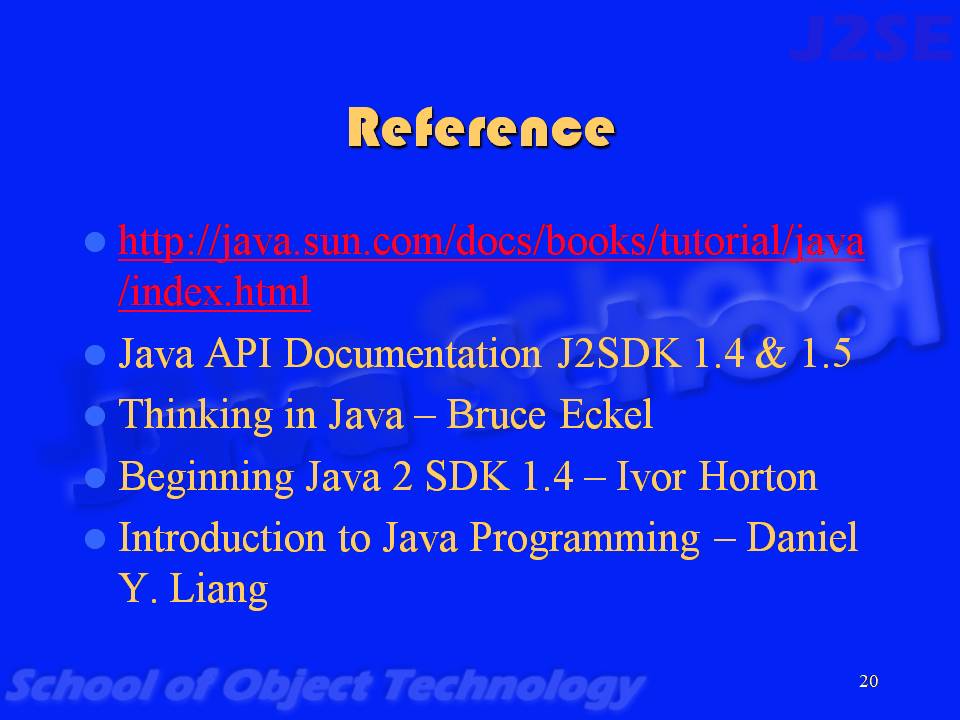 J2SE
Reference
http://java.sun.com/docs/books/tutorial/java
/index.html
Java API Documentation J2SDK 1.4 & 1.5
Thinking in Java – Bruce Eckel
Beginning Java 2 SDK 1.4 – Ivor Horton
Introduction to Java Programming – Daniel
Y. Liang
Java School
School of Object Technology
20